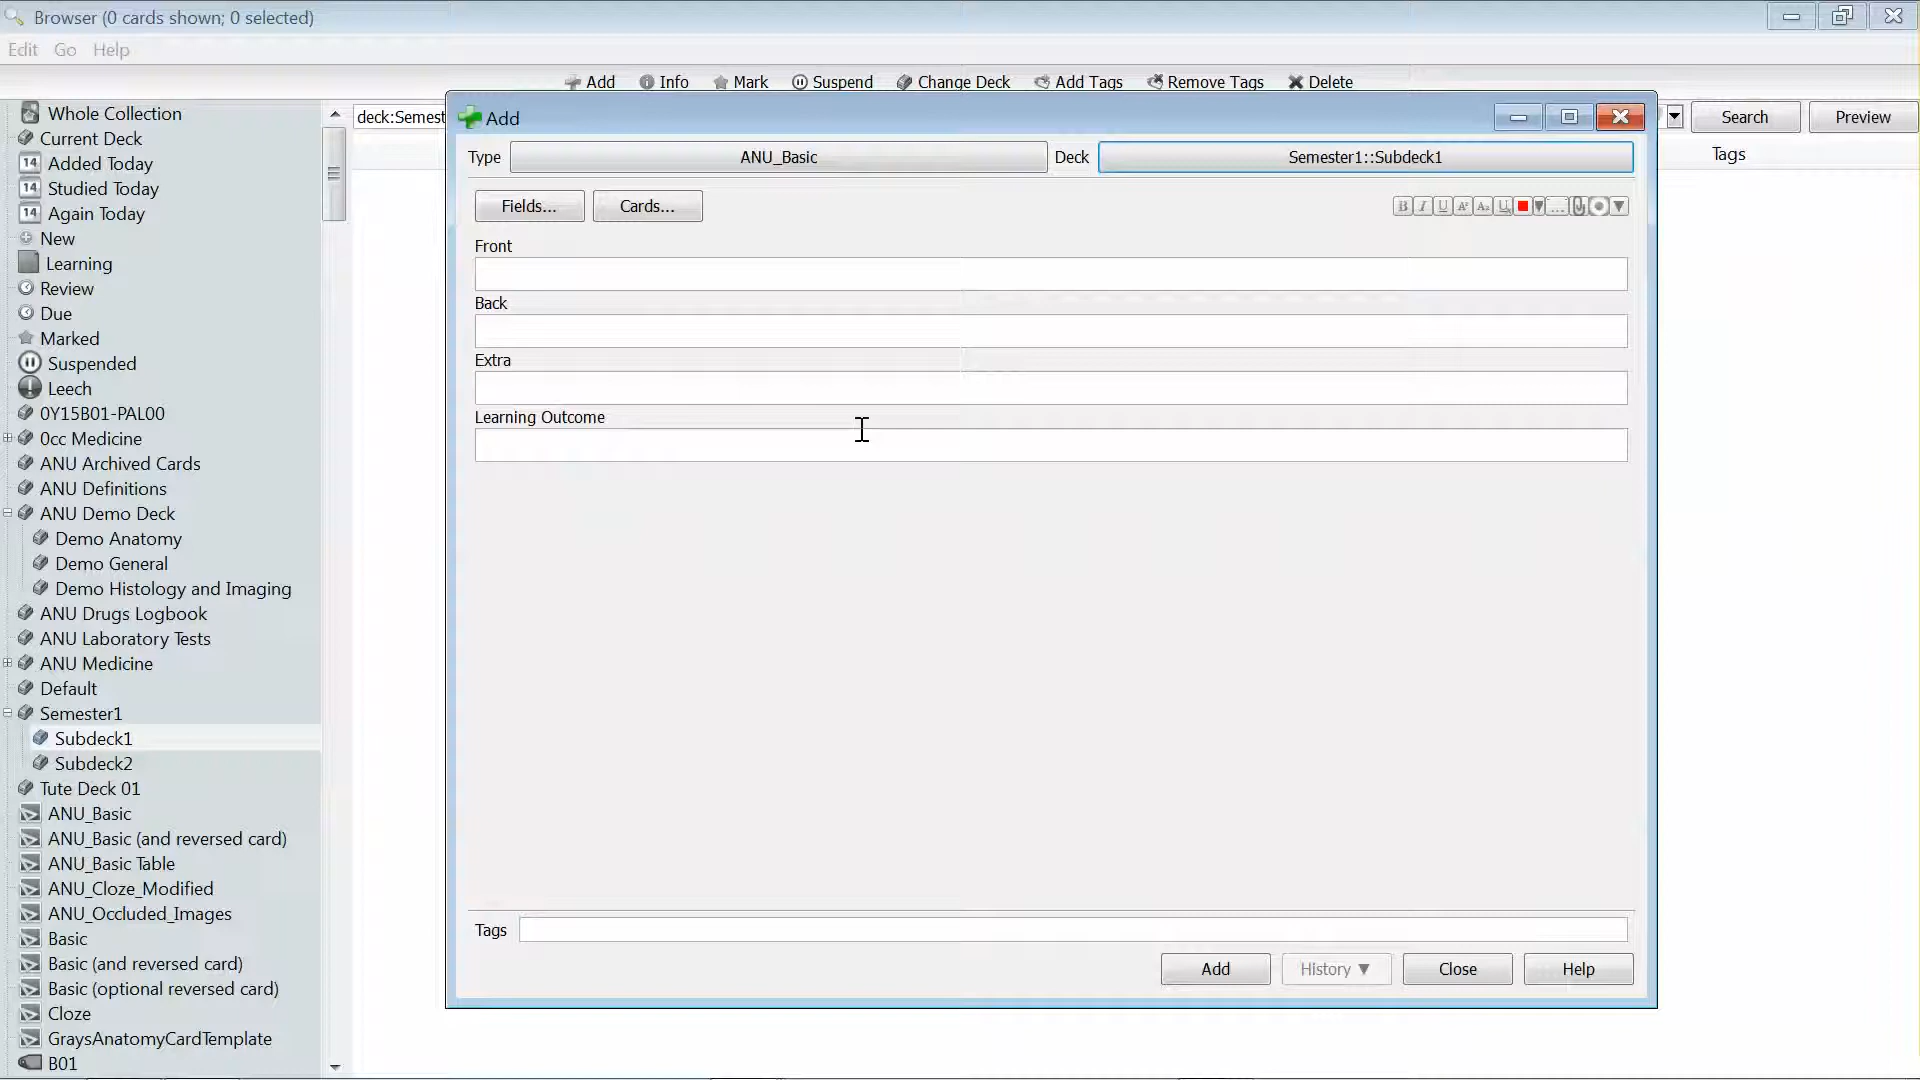 Browser (0 cards shown; 0 selected)
Edit Go Help
Add Info Mark Suspend Change Deck Add Tags Remove Tags Delete
deck:Semest
Search Preview
Tags
Whole Collection
Current Deck
14 Added Today
14 Studied Today
14 Again Today
New
Learning
Review
Due
Marked
Suspended
Leech
0Y15B01-PAL00
0cc Medicine
ANU Archived Cards
ANU Definitions
ANU Demo Deck
Demo Anatomy
Demo General
Demo Histology and Imaging
ANU Drugs Logbook
ANU Laboratory Tests
ANU Medicine
Default
Semester1
Subdeck1
Subdeck2
Tute Deck 01
ANU_Basic
ANU_Basic (and reversed card)
ANU_Basic Table
ANU_Cloze_Modified
ANU_Occluded_Images
Basic
Basic (and reversed card)
Basic (optional reversed card)
Cloze
GraysAnatomyCardTemplate
B01
Add
Type ANU_Basic Deck Semester1::Subdeck1
Fields... Cards...
Front
Back
Extra
Learning Outcome
Tags
Add History ▼ Close Help